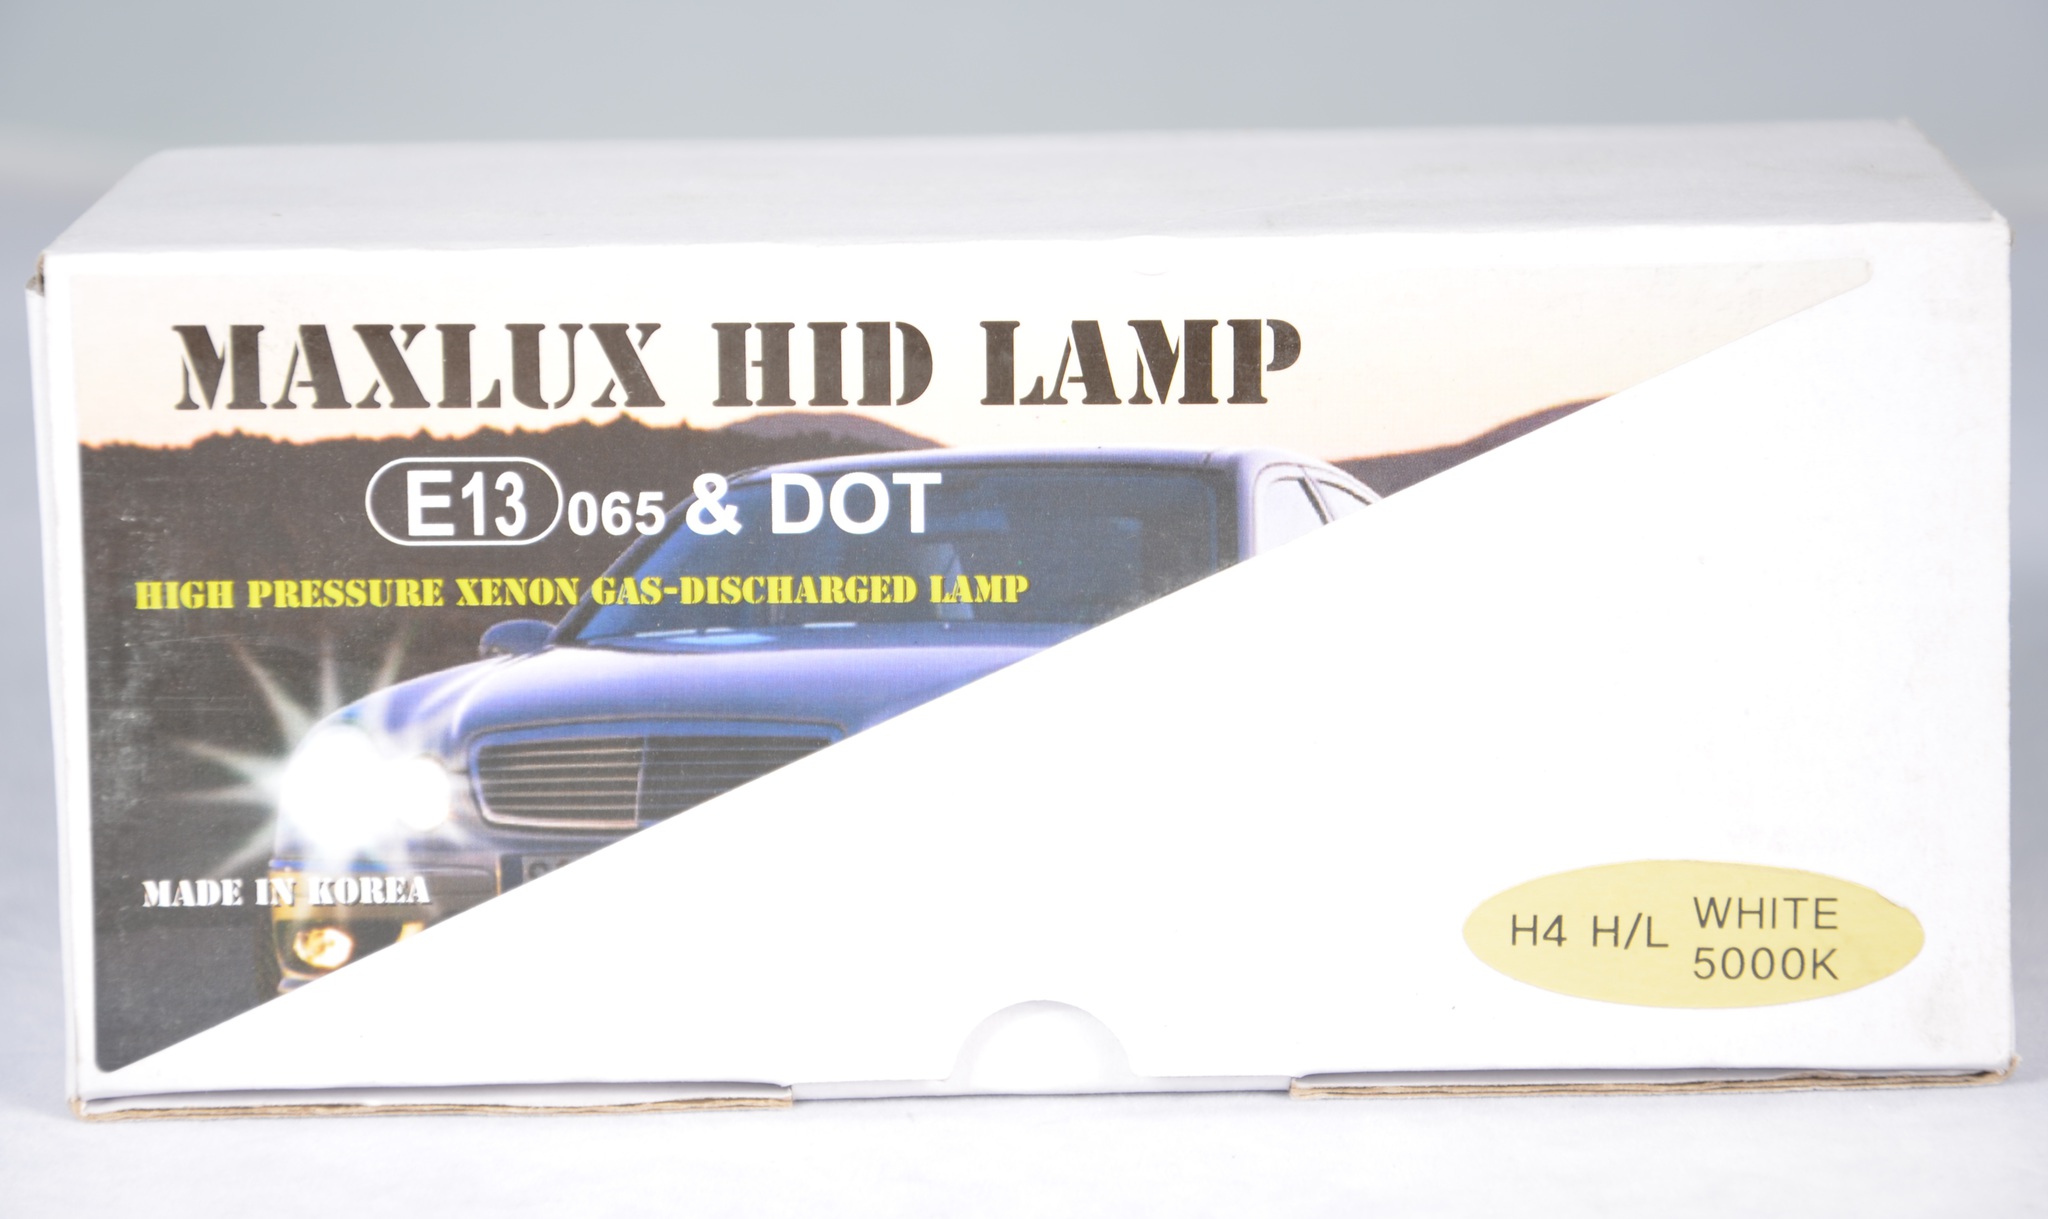 MAXLUX HID LAMP
E13 065 & DOT
HIGH PRESSURE XENON GAS-DISCHARGED LAMP
MADE IN KOREA
H4 H/L WHITE
5000K